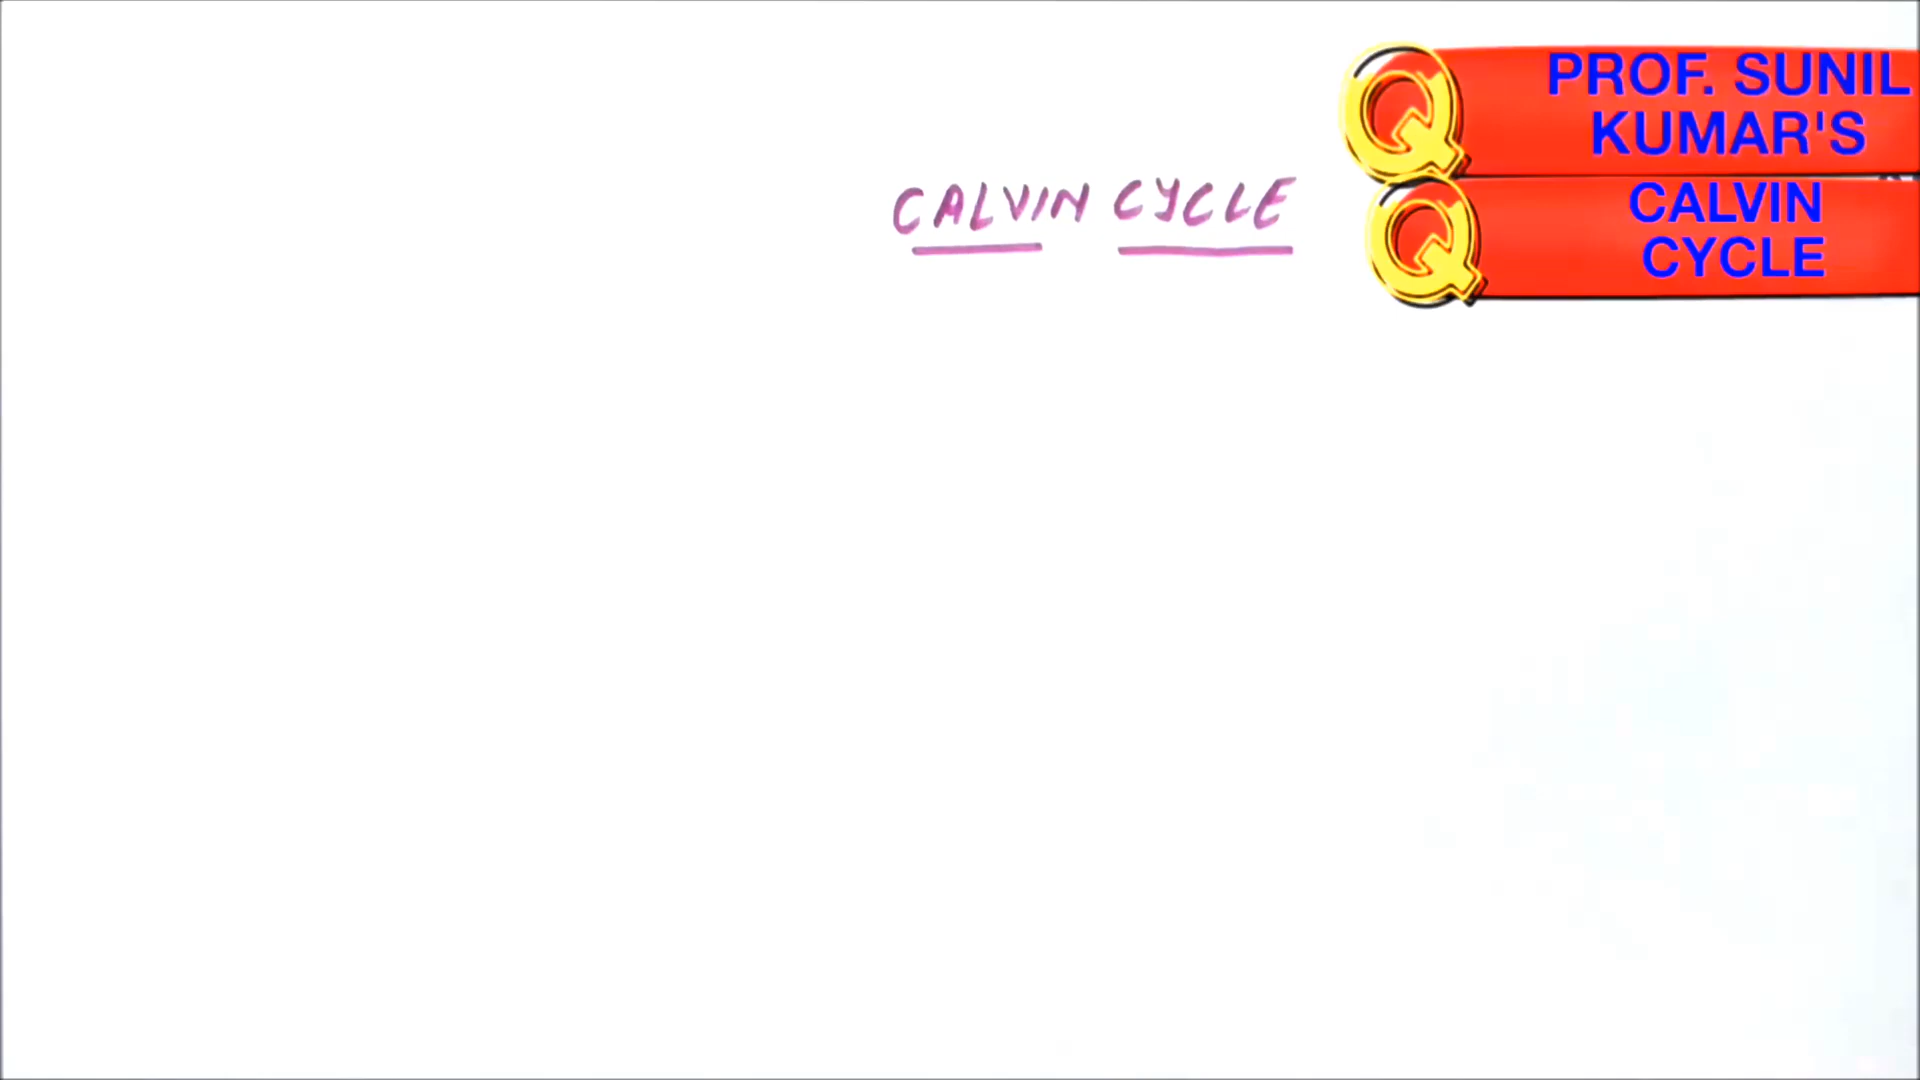 CALVIN CYCLE
Q PROF. SUNIL
KUMAR'S
Q CALVIN
CYCLE